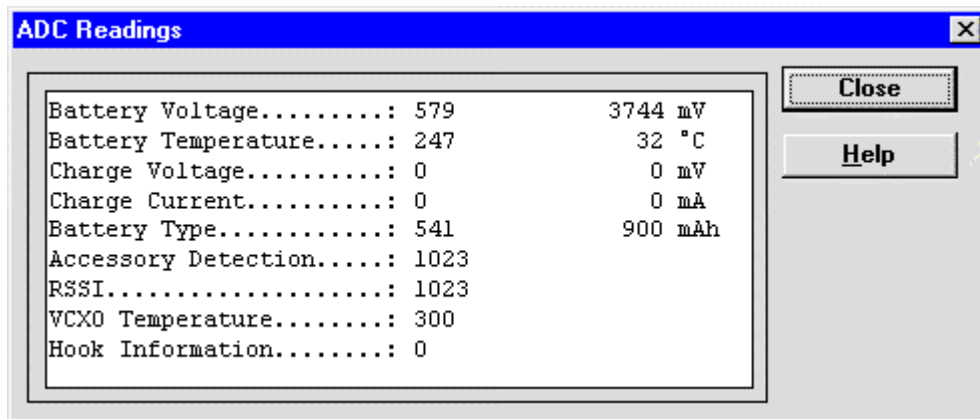 ADC Readings
Close
Help
Battery Voltage.........: 579 3744 mV
Battery Temperature.....: 247 32 °C
Charge Voltage..........: 0 0 mV
Charge Current..........: 0 0 mA
Battery Type............: 541 900 mAh
Accessory Detection.....: 1023
RSSI....................: 1023
VCXO Temperature........: 300
Hook Information........: 0